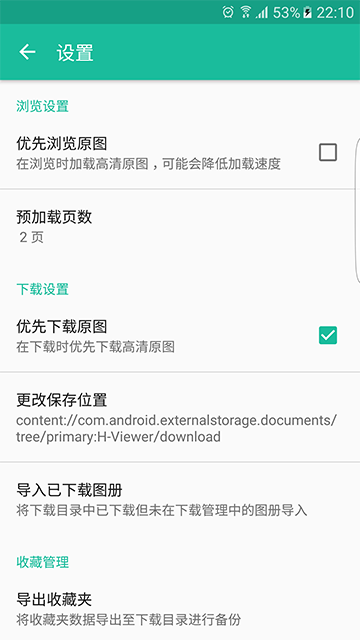 53% 22:10
设置
浏览设置
优先浏览原图
在浏览时加载高清原图，可能会降低加载速度
预加载页数
2 页
下载设置
优先下载原图
在下载时优先下载高清原图
更改保存位置
content://com.android.externalstorage.documents/
tree/primary:H-Viewer/download
导入已下载图册
将下载目录中已下载但未在下载管理中的图册导入
收藏管理
导出收藏夹
将收藏夹数据导出至下载目录进行备份